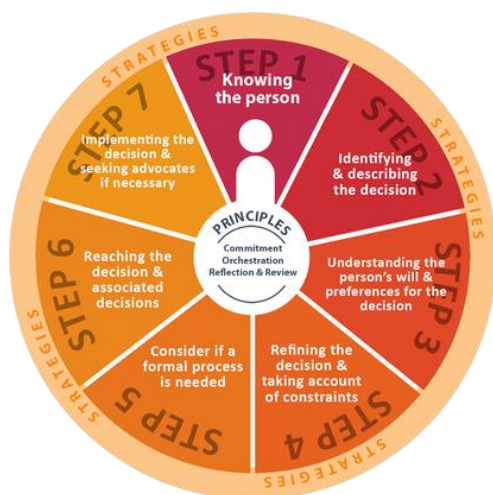 STRATEGIES
STEP 1
Knowing
the person
STRATEGIES
STEP 2
Identifying
& describing
the decision
STEP 3
Understanding the
person's will &
preferences for the
decision
STRATEGIES
STEP 4
Refining the
decision &
taking account
of constraints
STRATEGIES
STEP 5
Consider if a
formal process
is needed
STRATEGIES
STEP 6
Reaching the
decision &
associated
decisions
STEP 7
Implementing the
decision &
seeking advocates
if necessary
PRINCIPLES
Commitment
Orchestration
Reflection & Review